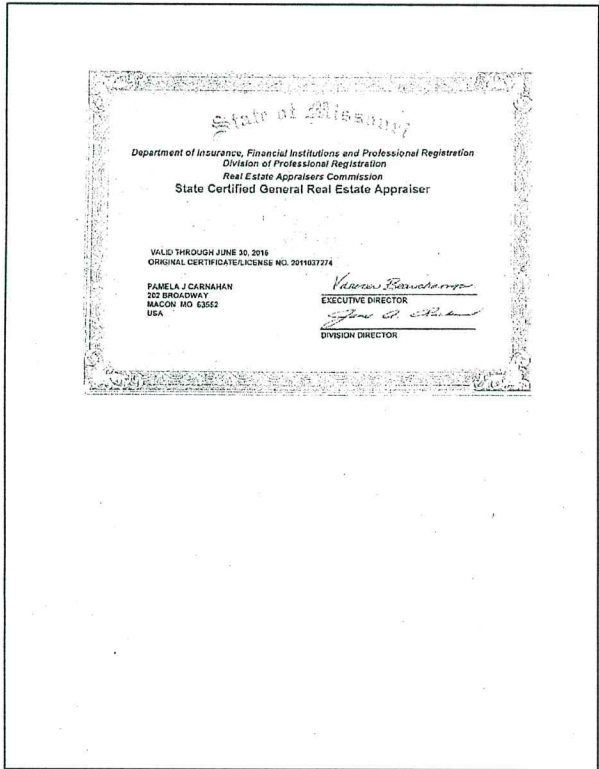 State of Missouri
Department of Insurance, Financial Institutions and Professional Registration
Division of Professional Registration
Real Estate Appraisers Commission
State Certified General Real Estate Appraiser
VALID THROUGH JUNE 30, 2016
ORIGINAL CERTIFICATE/LICENSE NO. 2011037274
PAMELA J CARNAHAN
202 BROADWAY
MACON MO 63552
USA
Vanessa Beauchamp
EXECUTIVE DIRECTOR
DIVISION DIRECTOR